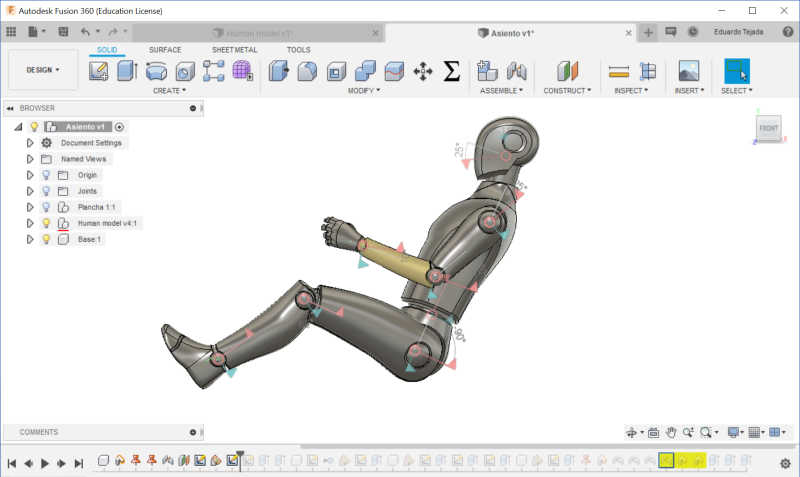 Autodesk Fusion 360 (Education License)
Human model v1*
Asiento v1*
Eduardo Tejada
SOLID SURFACE SHEET METAL TOOLS
DESIGN
CREATE MODIFY ASSEMBLE CONSTRUCT INSPECT INSERT SELECT
BROWSER
Asiento v1
Document Settings
Named Views
Origin
Joints
Plancha 1:1
Human model v4:1
Base:1
FRONT
25°
-90°
COMMENTS